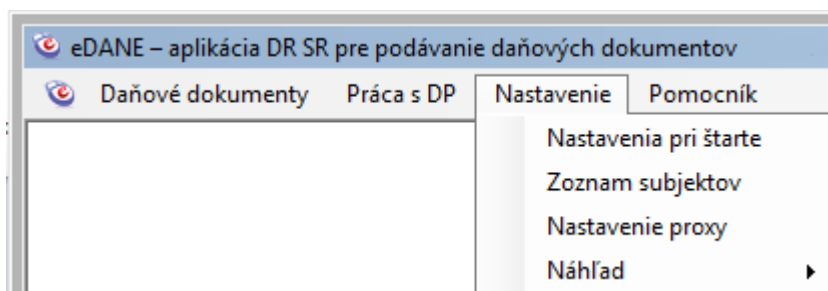 eDANE – aplikácia DR SR pre podávanie daňových dokumentov
Daňové dokumenty Práca s DP Nastavenie Pomocník
Nastavenia pri štarte
Zoznam subjektov
Nastavenie proxy
Náhľad